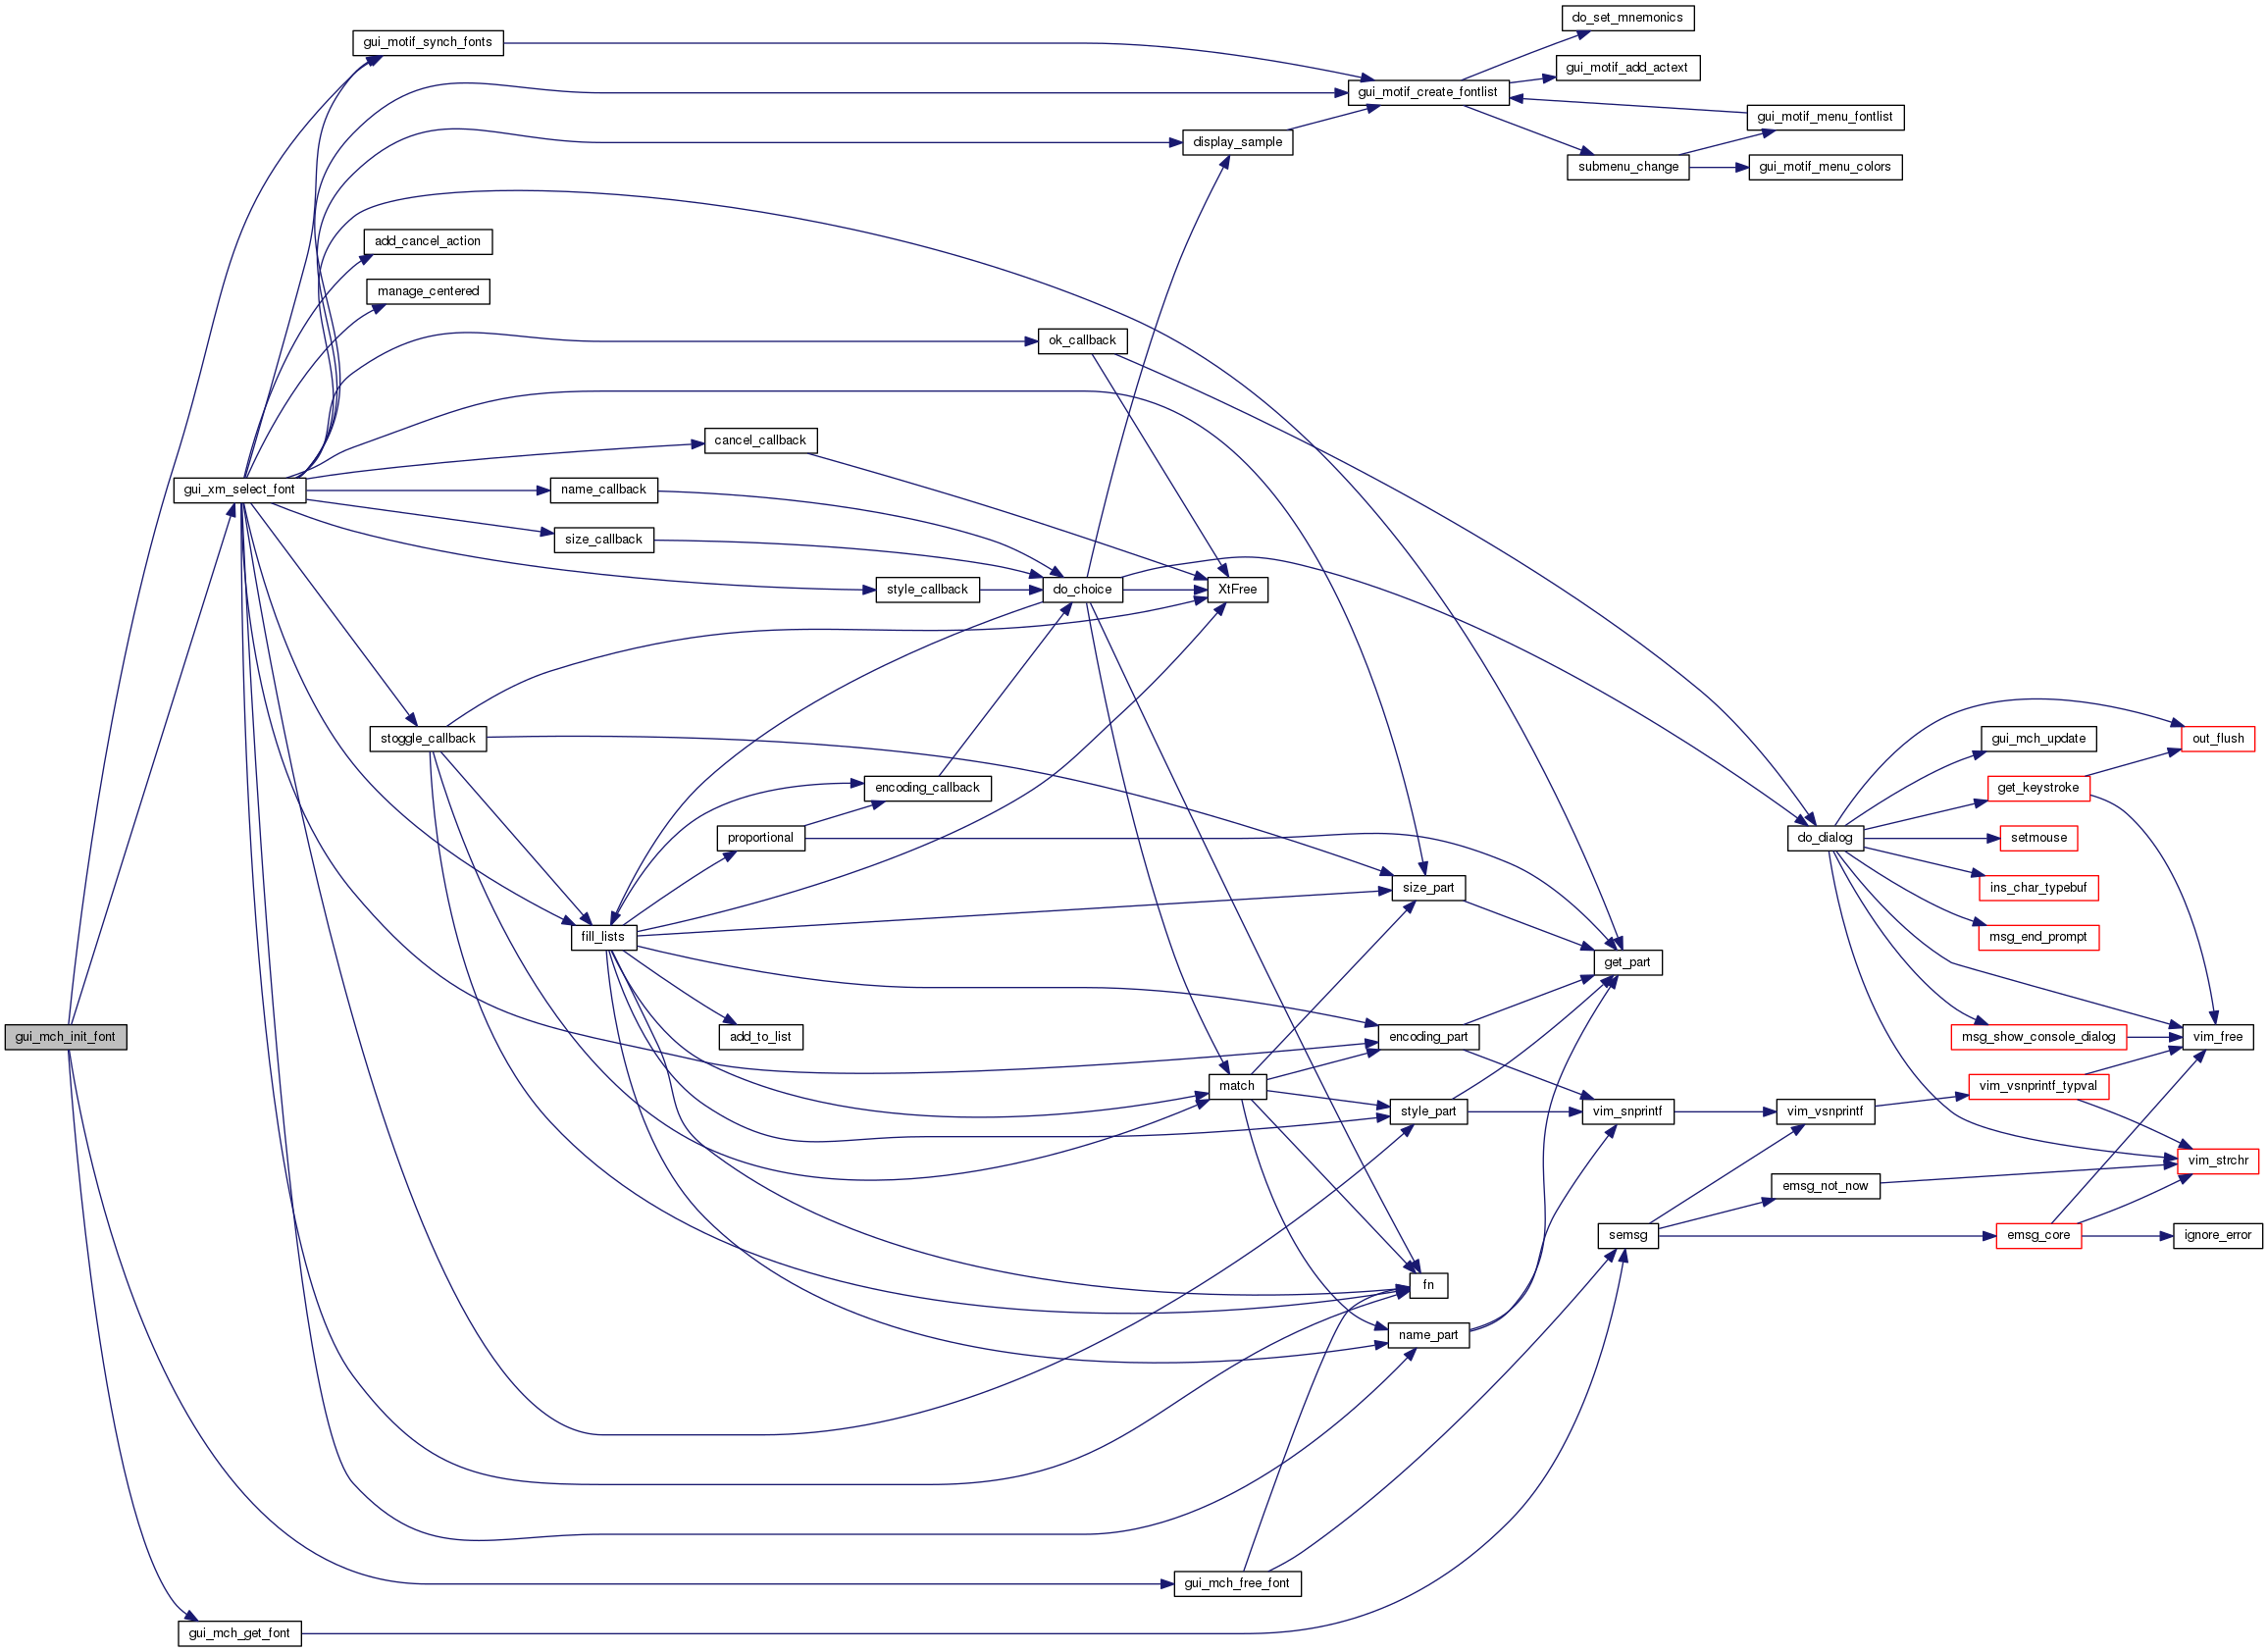 do_set_mnemonics
gui_motif_synch_fonts
gui_motif_add_actext
gui_motif_create_fontlist
gui_motif_menu_fontlist
display_sample
submenu_change
gui_motif_menu_colors
add_cancel_action
manage_centered
ok_callback
cancel_callback
gui_xm_select_font
name_callback
size_callback
style_callback
do_choice
XtFree
stoggle_callback
gui_mch_update
out_flush
encoding_callback
get_keystroke
proportional
do_dialog
setmouse
size_part
ins_char_typebuf
fill_lists
msg_end_prompt
get_part
gui_mch_init_font
add_to_list
encoding_part
msg_show_console_dialog
vim_free
match
vim_vsnprintf_typval
style_part
vim_snprintf
vim_vsnprintf
vim_strchr
emsg_not_now
semsg
emsg_core
ignore_error
fn
name_part
gui_mch_free_font
gui_mch_get_font